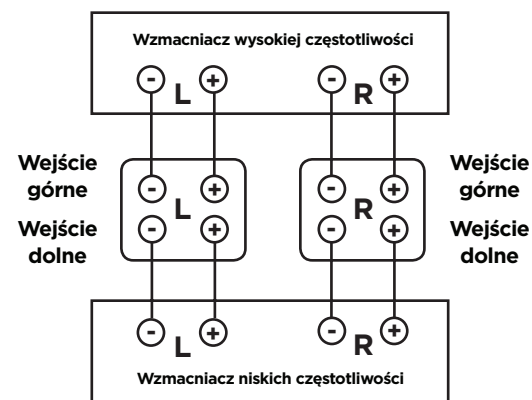 Wzmacniacz wysokiej częstotliwości
- L + - R +
Wejście
górne
- L + - R +
Wejście
górne
Wejście
dolne
- + - +
Wejście
dolne
- L + - R +
Wzmacniacz niskich częstotliwości